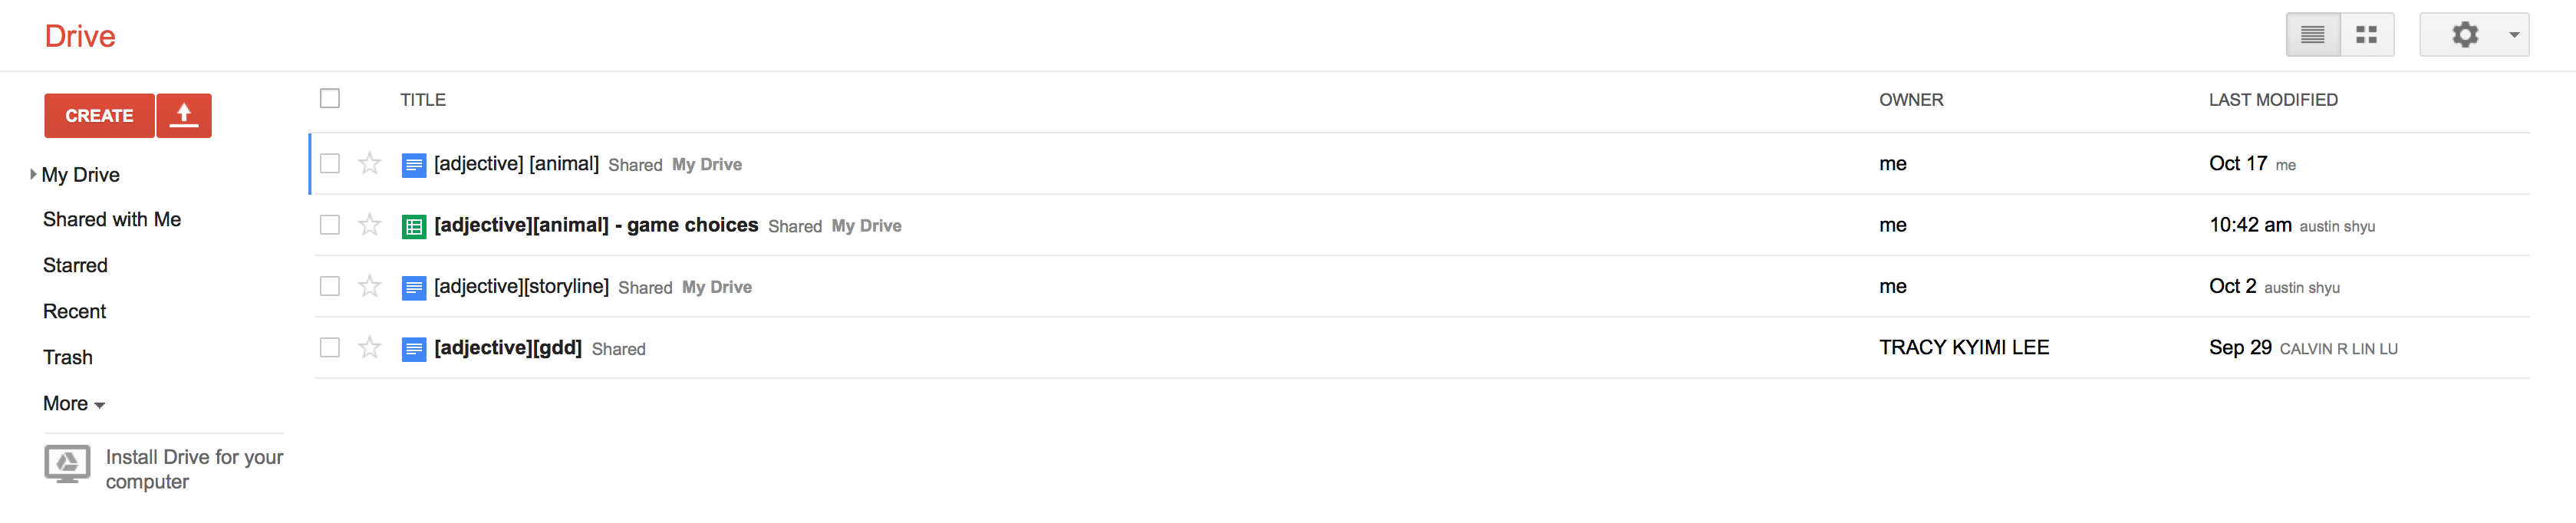 Drive
CREATE
My Drive
Shared with Me
Starred
Recent
Trash
More
Install Drive for your
computer
TITLE OWNER LAST MODIFIED
[adjective] [animal] Shared My Drive me Oct 17 me
[adjective][animal] - game choices Shared My Drive me 10:42 am austin shyu
[adjective][storyline] Shared My Drive me Oct 2 austin shyu
[adjective][gdd] Shared TRACY KYIMI LEE Sep 29 CALVIN R LIN LU